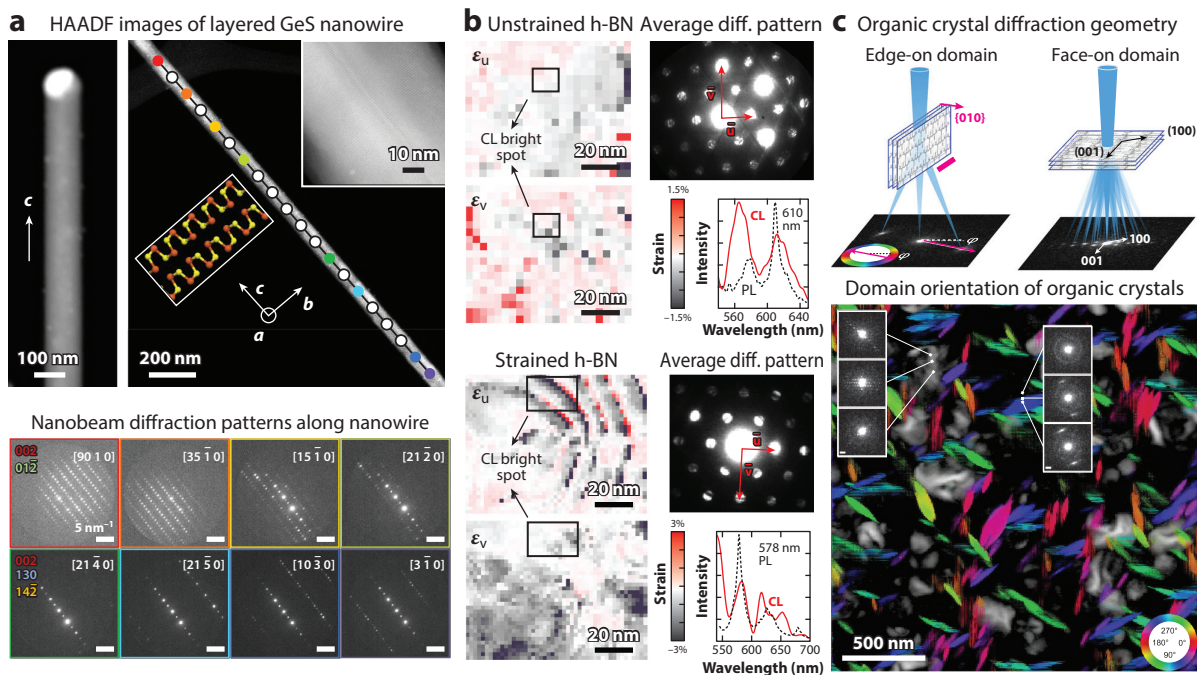 a HAADF images of layered GeS nanowire
c
100 nm
10 nm
c
b
a
200 nm
Nanobeam diffraction patterns along nanowire
002
012̅
[90 1 0]
5 nm⁻¹
[35 1̅ 0]
[15 1̅ 0]
[21 2̅ 0]
002
130
142̅
[21 4̅ 0]
[21 5̅ 0]
[10 3̅ 0]
[3 1̅ 0]
b Unstrained h-BN
Average diff. pattern
εu
CL bright
spot
20 nm
v
u
εv
20 nm
1.5%
Strain
–1.5%
Intensity
CL
610
nm
PL
560 600 640
Wavelength (nm)
Strained h-BN
Average diff. pattern
εu
CL bright
spot
20 nm
u
v
εv
20 nm
3%
Strain
–3%
Intensity
578 nm
PL
CL
550 600 650 700
Wavelength (nm)
c Organic crystal diffraction geometry
Edge-on domain
Face-on domain
{010}
(100)
(001)
φ
φ
100
001
Domain orientation of organic crystals
500 nm
270°
180° 0°
90°